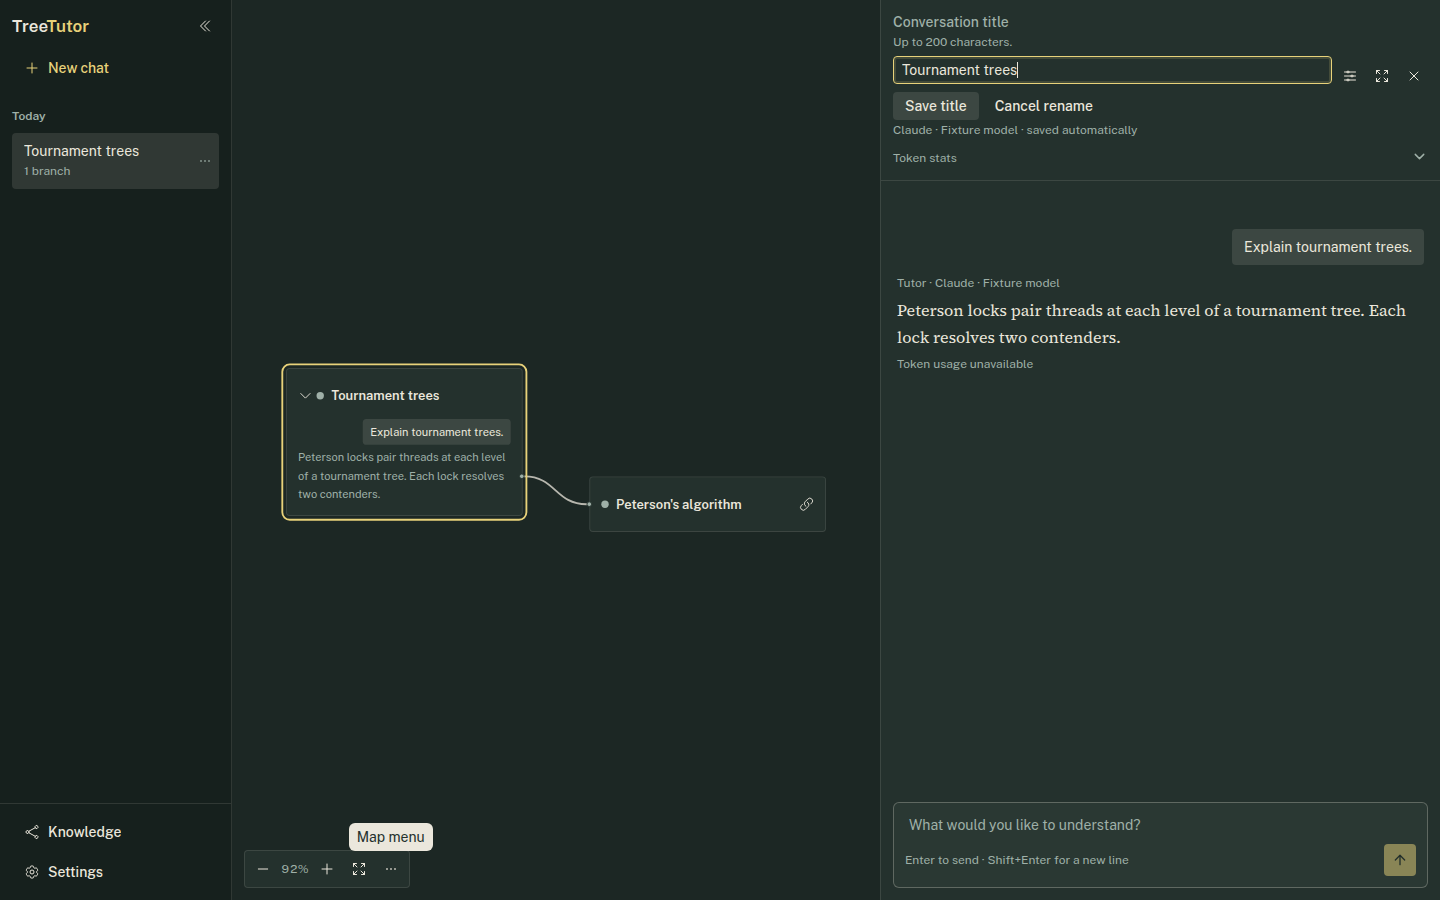 TreeTutor
New chat
Today
Tournament trees
1 branch
Knowledge
Settings
Tournament trees
Explain tournament trees.
Peterson locks pair threads at each level
of a tournament tree. Each lock resolves
two contenders.
Peterson's algorithm
Map menu
92%
Conversation title
Up to 200 characters.
Tournament trees
Save title
Cancel rename
Claude · Fixture model · saved automatically
Token stats
Explain tournament trees.
Tutor · Claude · Fixture model
Peterson locks pair threads at each level of a tournament tree. Each
lock resolves two contenders.
Token usage unavailable
What would you like to understand?
Enter to send · Shift+Enter for a new line